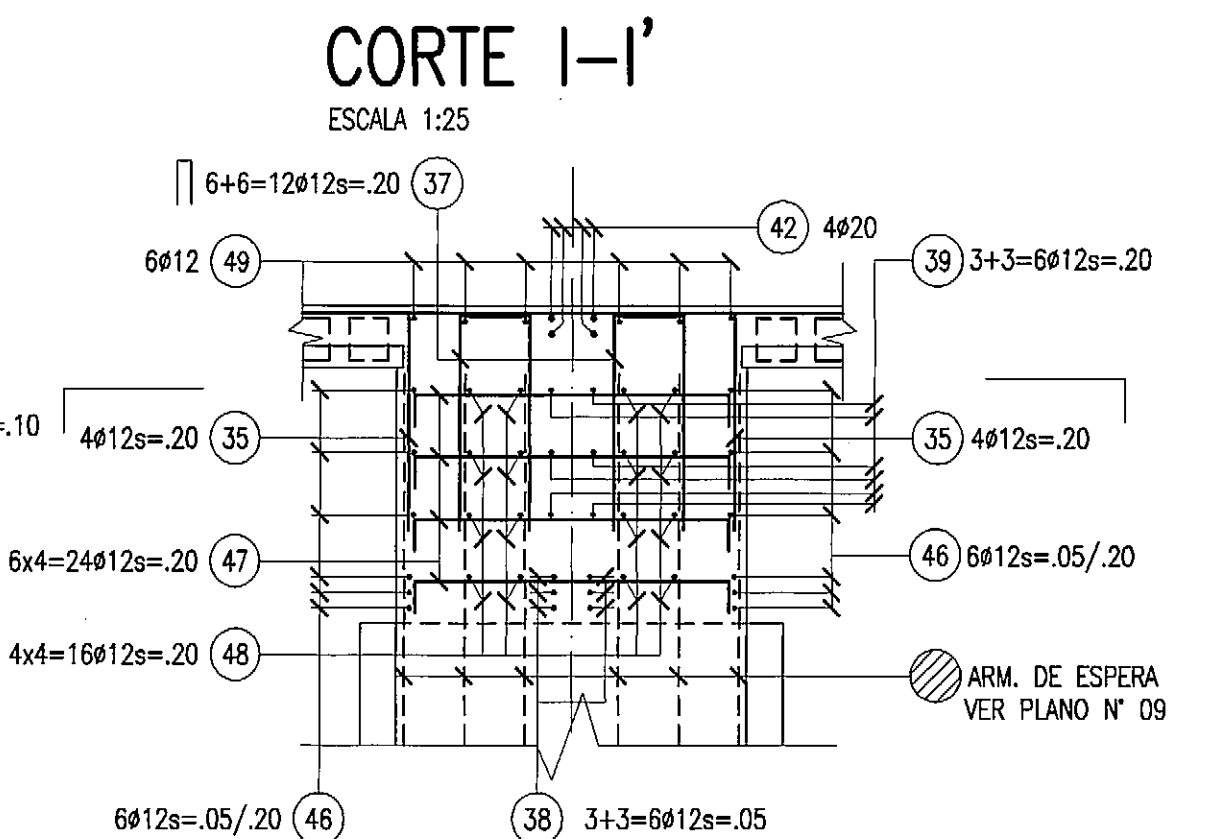 CORTE I–I'
ESCALA 1:25
6+6=12ø12s=.20 37
42 4ø20
6ø12 49
39 3+3=6ø12s=.20
=.10
4ø12s=.20 35
35 4ø12s=.20
6x4=24ø12s=.20 47
46 6ø12s=.05/.20
4x4=16ø12s=.20 48
ARM. DE ESPERA
VER PLANO N° 09
6ø12s=.05/.20 46
38 3+3=6ø12s=.05